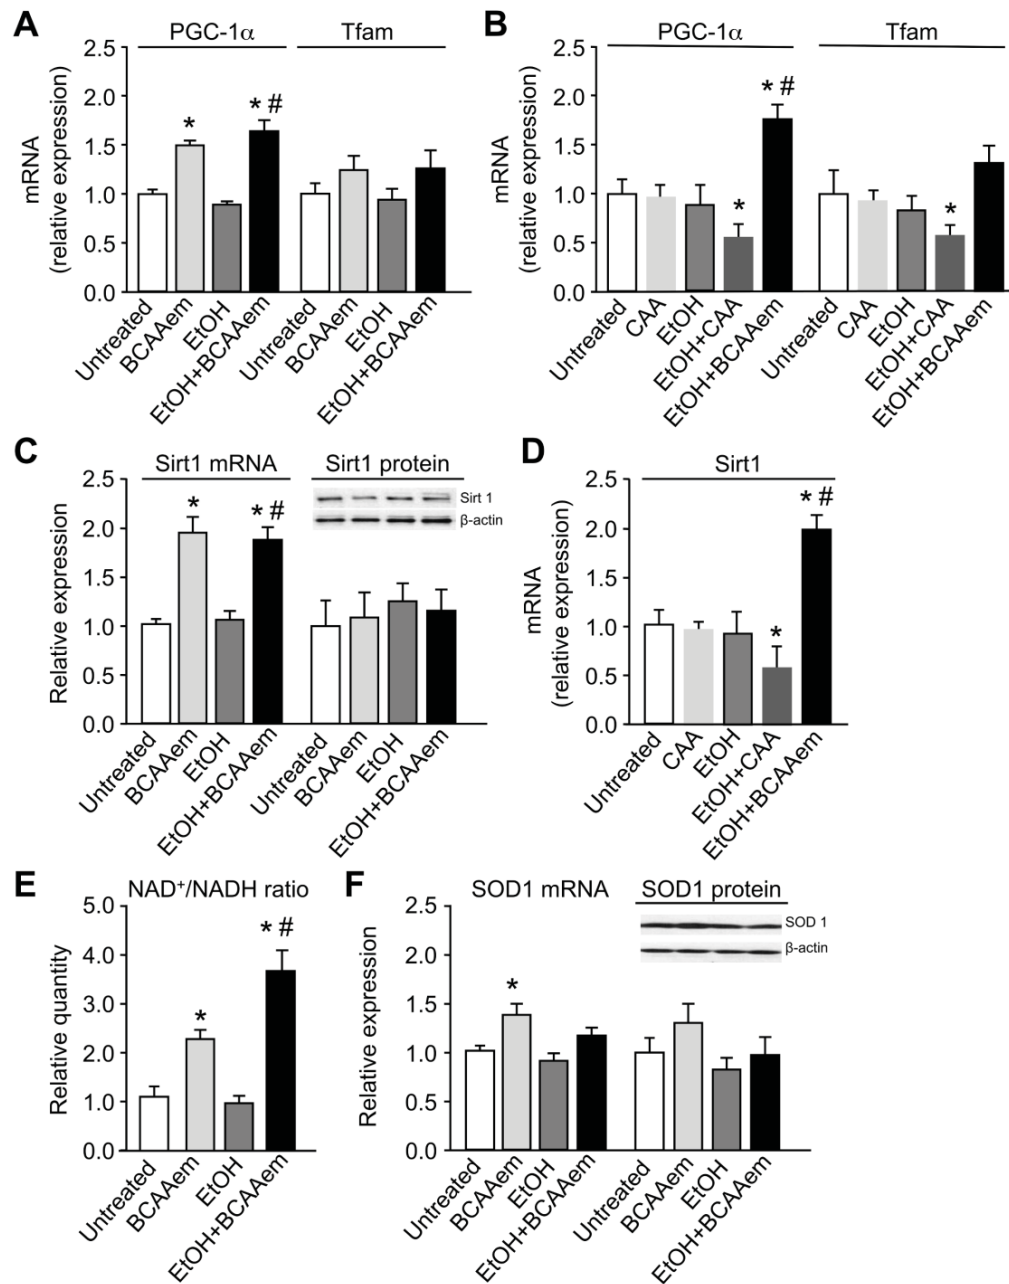 A
PGC-1α Tfam
mRNA
(relative expression)
2.5
2.0
1.5
1.0
0.5
0.0
*
* #
Untreated
BCAAem
EtOH
EtOH+BCAAem
Untreated
BCAAem
EtOH
EtOH+BCAAem
B
PGC-1α Tfam
mRNA
(relative expression)
2.5
2.0
1.5
1.0
0.5
0.0
*
* #
*
Untreated
CAA
EtOH
EtOH+CAA
EtOH+BCAAem
Untreated
CAA
EtOH
EtOH+CAA
EtOH+BCAAem
C
Sirt1 mRNA Sirt1 protein
Relative expression
2.5
2.0
1.5
1.0
0.5
0.0
*
* #
Sirt 1
β-actin
Untreated
BCAAem
EtOH
EtOH+BCAAem
Untreated
BCAAem
EtOH
EtOH+BCAAem
D
Sirt1
mRNA
(relative expression)
2.5
2.0
1.5
1.0
0.5
0.0
*
* #
Untreated
CAA
EtOH
EtOH+CAA
EtOH+BCAAem
E
NAD+/NADH ratio
Relative quantity
5.0
4.0
3.0
2.0
1.0
0.0
*
* #
Untreated
BCAAem
EtOH
EtOH+BCAAem
F
SOD1 mRNA SOD1 protein
Relative expression
2.5
2.0
1.5
1.0
0.5
0.0
*
SOD 1
β-actin
Untreated
BCAAem
EtOH
EtOH+BCAAem
Untreated
BCAAem
EtOH
EtOH+BCAAem